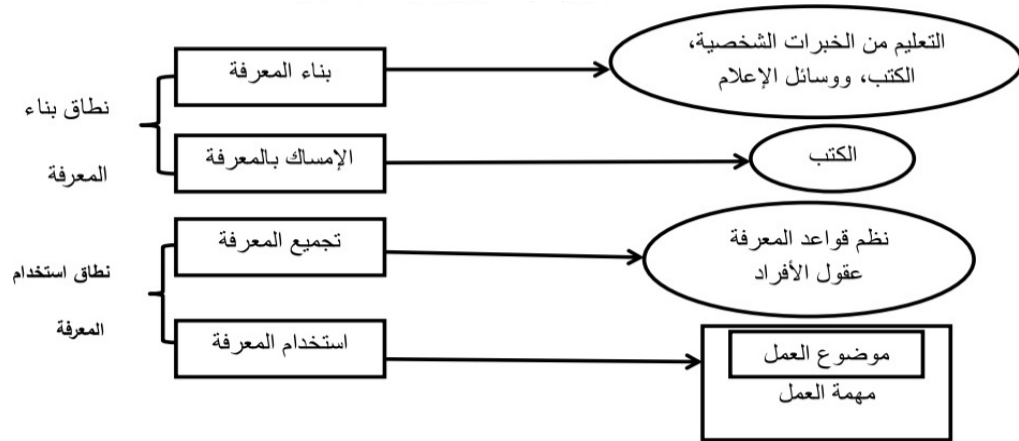 نطاق بناء
المعرفة
بناء المعرفة
التعليم من الخبرات الشخصية،
الكتب، ووسائل الإعلام
الإمساك بالمعرفة
الكتب
نطاق استخدام
المعرفة
تجميع المعرفة
نظم قواعد المعرفة
عقول الأفراد
استخدام المعرفة
موضوع العمل
مهمة العمل